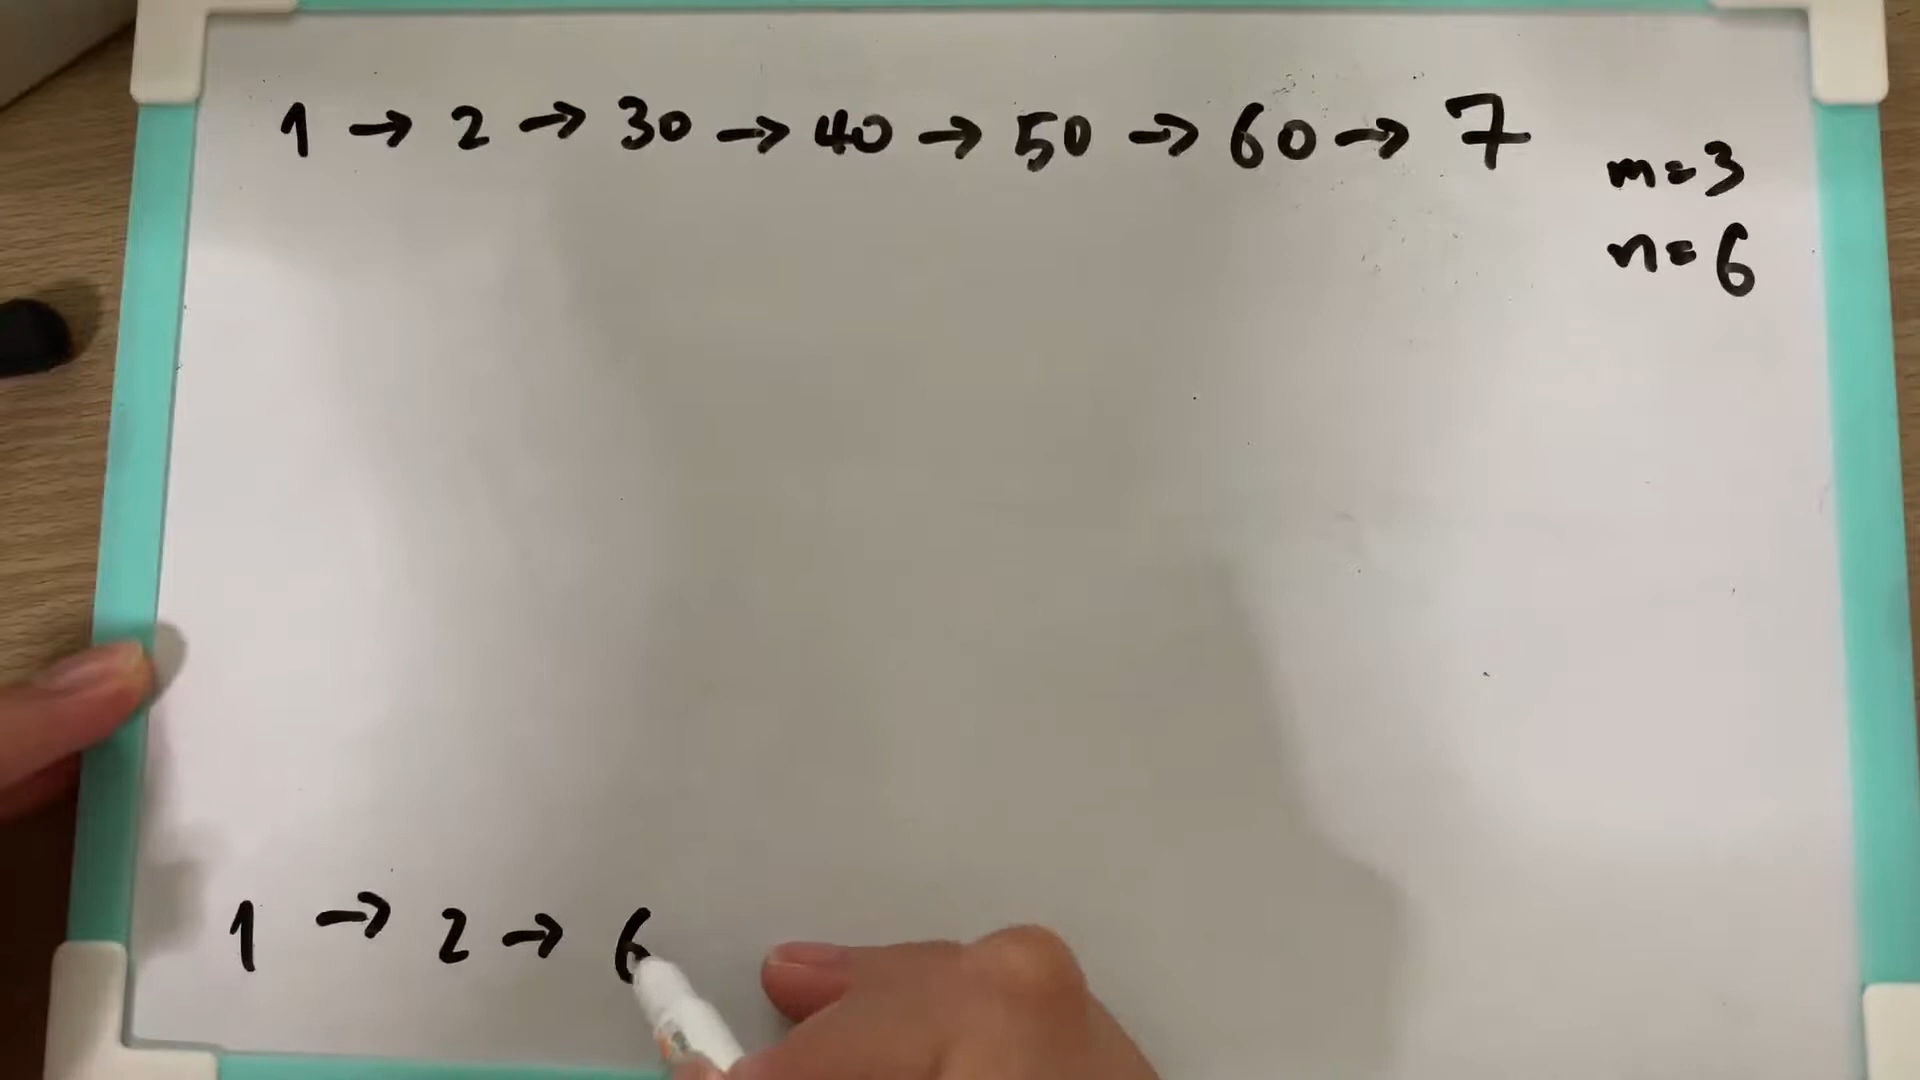 1 → 2 → 30 → 40 → 50 → 60 → 7
m=3
n=6
1 → 2 → 6